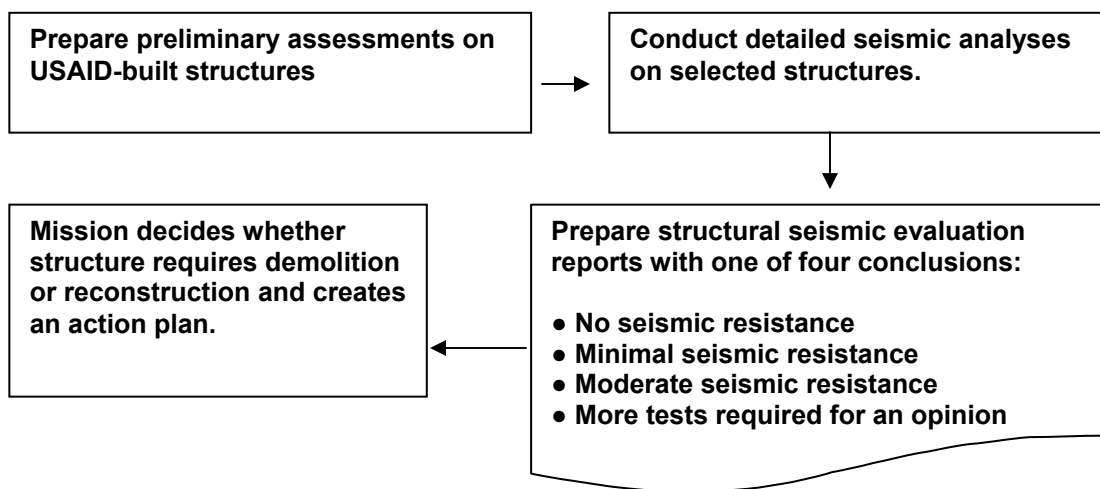 Prepare preliminary assessments on
USAID-built structures
Conduct detailed seismic analyses
on selected structures.
Prepare structural seismic evaluation
reports with one of four conclusions:
● No seismic resistance
● Minimal seismic resistance
● Moderate seismic resistance
● More tests required for an opinion
Mission decides whether
structure requires demolition
or reconstruction and creates
an action plan.